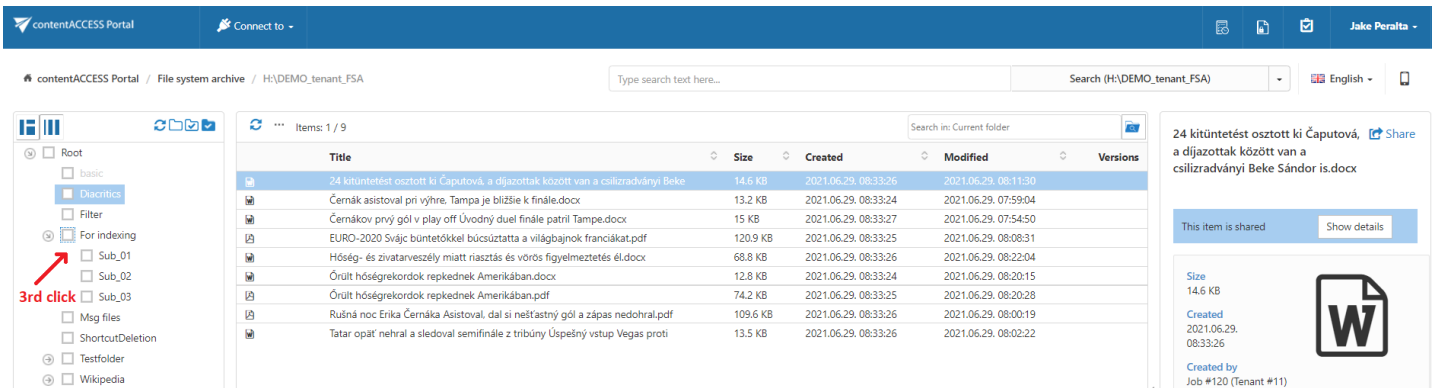 contentACCESS Portal
Connect to
Jake Peralta
contentACCESS Portal / File system archive / H:\DEMO_tenant_FSA
Type search text here...
Search (H:\DEMO_tenant_FSA)
English
Root
basic
Diacritics
Filter
For indexing
Sub_01
Sub_02
Sub_03
3rd click
Msg files
ShortcutDeletion
Testfolder
Wikipedia
Items: 1 / 9
Search in: Current folder
Title Size Created Modified Versions
24 kitüntetést osztott ki Čaputová, a díjazottak között van a csilizradványi Beke 14.6 KB 2021.06.29. 08:33:26 2021.06.29. 08:11:30
Černák asistoval pri výhre, Tampa je bližšie k finále.docx 13.2 KB 2021.06.29. 08:33:24 2021.06.29. 07:59:04
Černákov prvý gól v play off Úvodný duel finále patril Tampe.docx 15 KB 2021.06.29. 08:33:27 2021.06.29. 07:54:50
EURO-2020 Svájc büntetőkkel búcsúztatta a világbajnok franciákat.pdf 120.9 KB 2021.06.29. 08:33:25 2021.06.29. 08:08:31
Hőség- és zivatarveszély miatt riasztás és vörös figyelmeztetés él.docx 68.8 KB 2021.06.29. 08:33:26 2021.06.29. 08:22:04
Őrült hőségrekordok repkednek Amerikában.docx 12.8 KB 2021.06.29. 08:33:24 2021.06.29. 08:20:15
Őrült hőségrekordok repkednek Amerikában.pdf 74.2 KB 2021.06.29. 08:33:25 2021.06.29. 08:20:28
Rušná noc Erika Černáka Asistoval, dal si nešťastný gól a zápas nedohral.pdf 109.6 KB 2021.06.29. 08:33:26 2021.06.29. 08:00:19
Tatar opäť nehral a sledoval semifinále z tribúny Úspešný vstup Vegas proti 13.5 KB 2021.06.29. 08:33:26 2021.06.29. 08:02:22
24 kitüntetést osztott ki Čaputová, Share
a díjazottak között van a
csilizradványi Beke Sándor is.docx
This item is shared Show details
Size
14.6 KB
Created
2021.06.29.
08:33:26
Created by
Job #120 (Tenant #11)
W